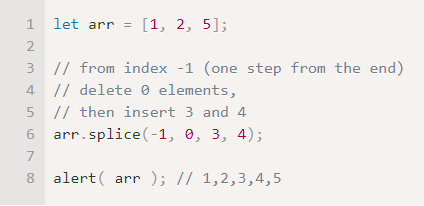 1 let arr = [1, 2, 5];
2
3 // from index -1 (one step from the end)
4 // delete 0 elements,
5 // then insert 3 and 4
6 arr.splice(-1, 0, 3, 4);
7
8 alert( arr ); // 1,2,3,4,5